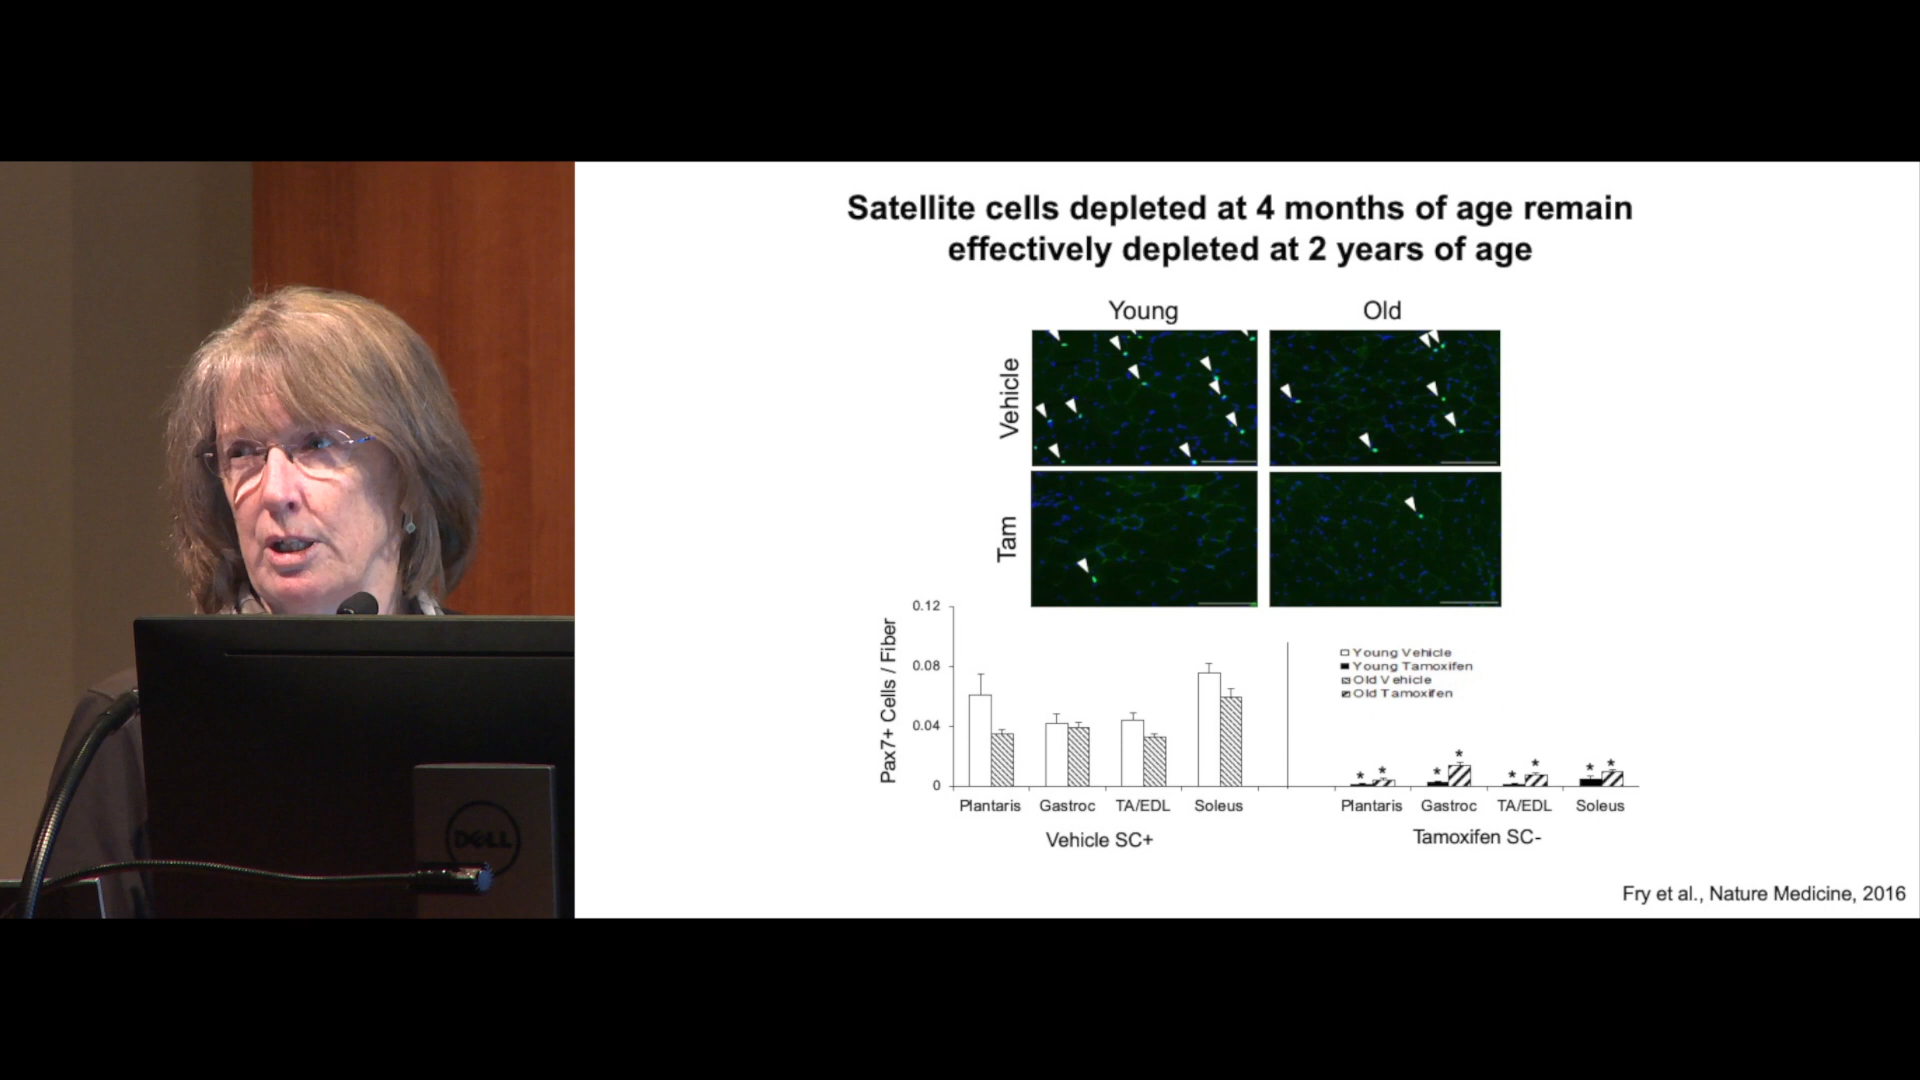 Satellite cells depleted at 4 months of age remain
effectively depleted at 2 years of age
Young
Old
Vehicle
Tam
Pax7+ Cells / Fiber
0.12
0.08
0.04
0
Young Vehicle
Young Tamoxifen
Old Vehicle
Old Tamoxifen
* * * * * * * *
Plantaris Gastroc TA/EDL Soleus
Plantaris Gastroc TA/EDL Soleus
Vehicle SC+
Tamoxifen SC-
Fry et al., Nature Medicine, 2016
DELL